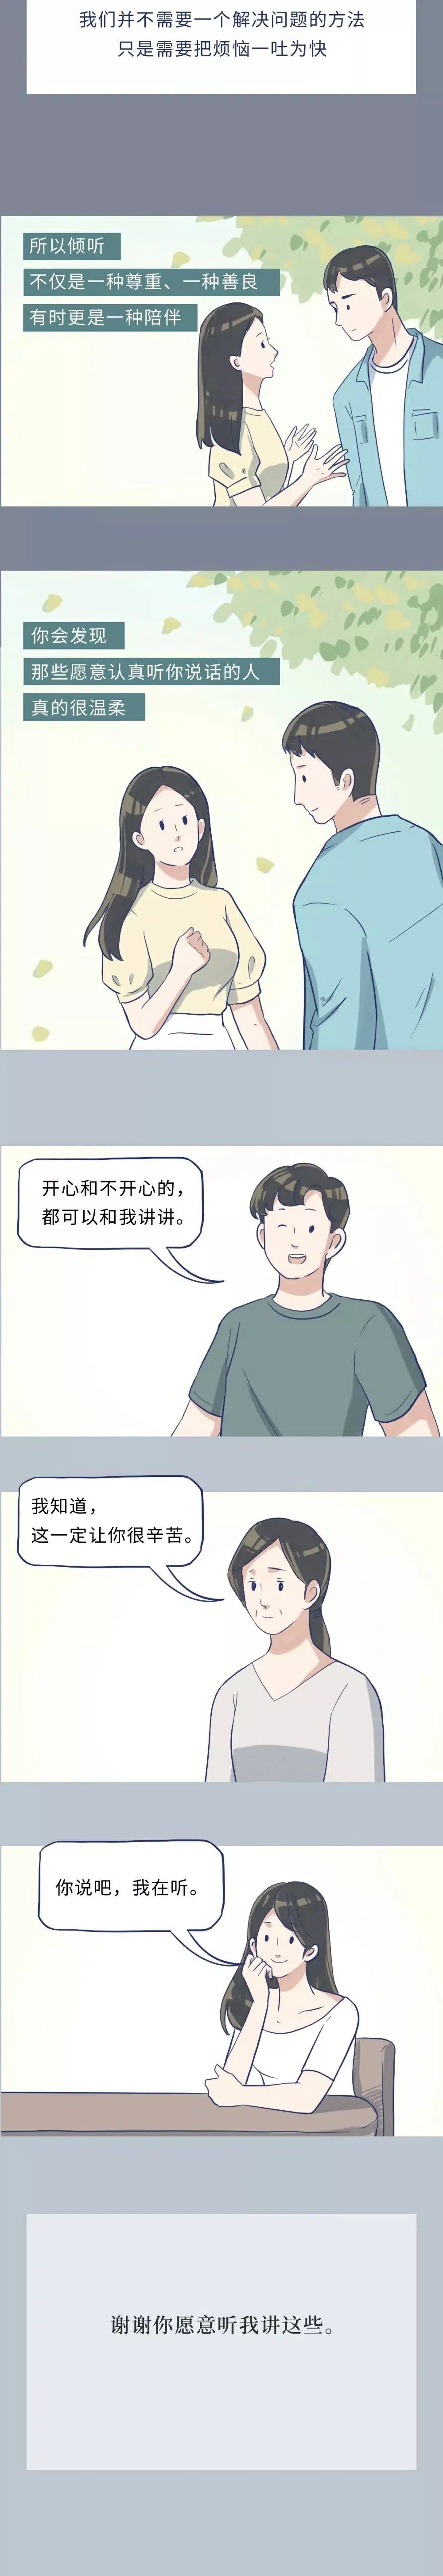 我们并不需要一个解决问题的方法
只是需要把烦恼一吐为快
所以倾听
不仅是一种尊重、一种善良
有时更是一种陪伴
你会发现
那些愿意认真听你说话的人
真的很温柔
开心和不开心的，
都可以和我讲讲。
我知道，
这一定让你很辛苦。
你说吧，我在听。
谢谢你愿意听我讲这些。